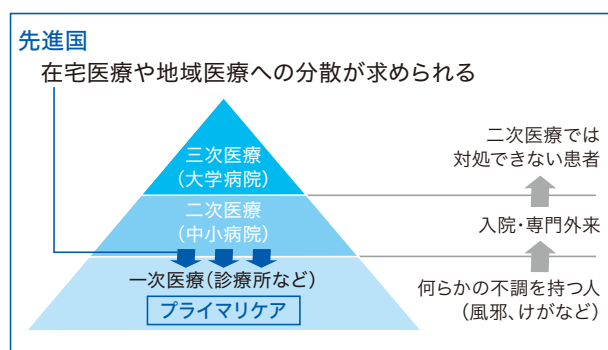 先進国
在宅医療や地域医療への分散が求められる
三次医療
(大学病院)
二次医療
(中小病院)
一次医療(診療所など)
プライマリケア
二次医療では
対処できない患者
入院・専門外来
何らかの不調を持つ人
(風邪、けがなど)